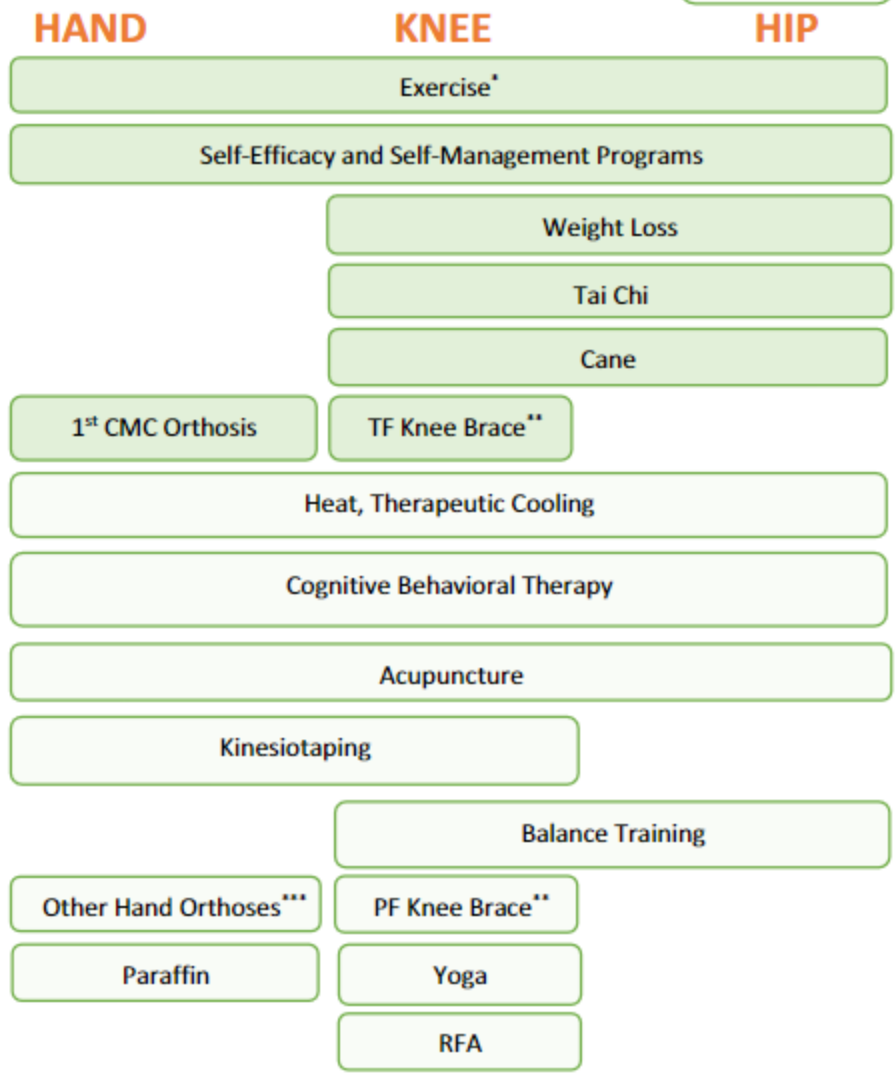 HAND KNEE HIP
Exercise*
Self-Efficacy and Self-Management Programs
Weight Loss
Tai Chi
Cane
1st CMC Orthosis TF Knee Brace**
Heat, Therapeutic Cooling
Cognitive Behavioral Therapy
Acupuncture
Kinesiotaping
Balance Training
Other Hand Orthoses*** PF Knee Brace**
Paraffin Yoga
RFA